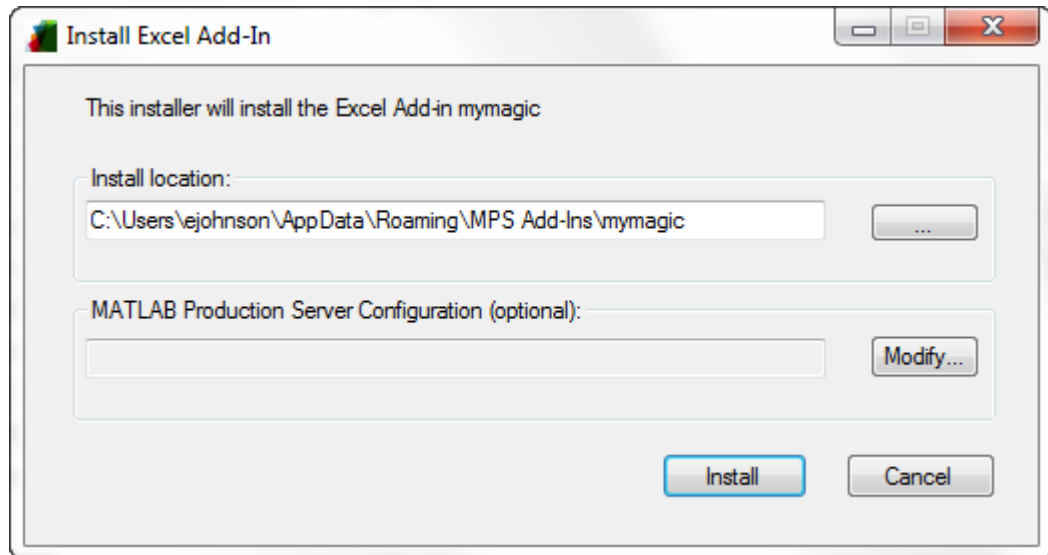 Install Excel Add-In
This installer will install the Excel Add-in mymagic
Install location:
C:\Users\ejohnson\AppData\Roaming\MPS Add-Ins\mymagic
...
MATLAB Production Server Configuration (optional):
Modify...
Install
Cancel